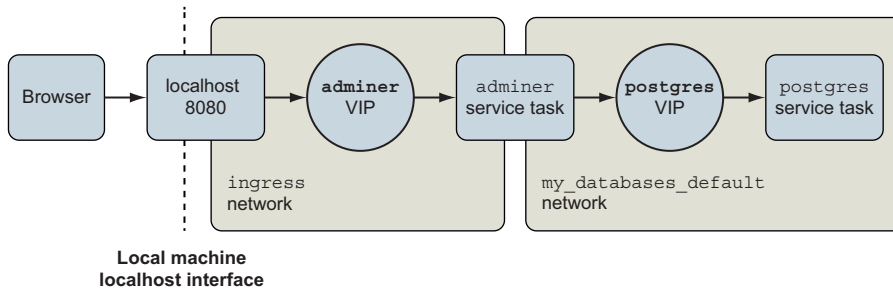 Browser
localhost
8080
adminer
VIP
adminer
service task
postgres
VIP
postgres
service task
ingress
network
my_databases_default
network
Local machine
localhost interface